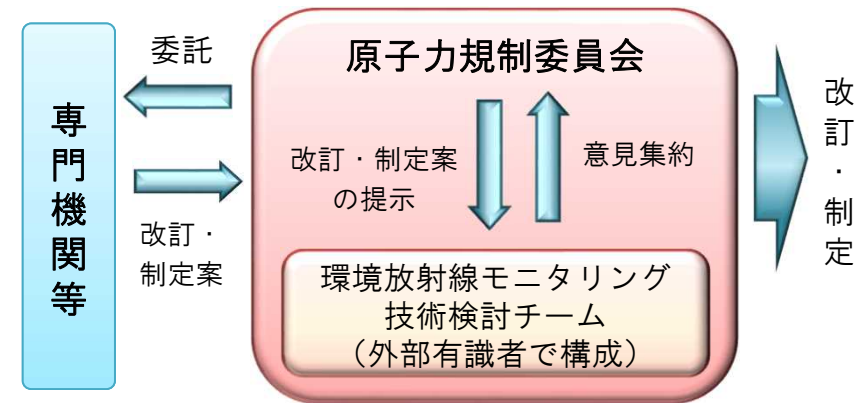 専門機関等
委託
改訂・
制定案
原子力規制委員会
改訂・制定案
の提示
意見集約
環境放射線モニタリング
技術検討チーム
（外部有識者で構成）
改訂・制定